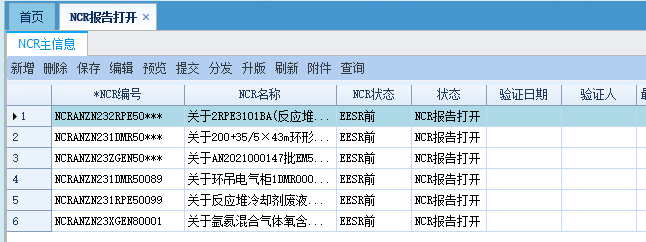 首页 NCR报告打开 ×
NCR主信息
新增 删除 保存 编辑 预览 提交 分发 升版 刷新 附件 查询
*NCR编号 NCR名称 NCR状态 状态 验证日期 验证人
1 NCRANZN232RPE50*** 关于2RPE3101BA(反应堆... EESR前 NCR报告打开
2 NCRANZN231DMR50*** 关于200+35/5×43m环形... EESR前 NCR报告打开
3 NCRANZN23ZGEN50*** 关于AN2021000147批EM5... EESR前 NCR报告打开
4 NCRANZN231DMR50089 关于环吊电气柜1DMR000... EESR前 NCR报告打开
5 NCRANZN231RPE50099 关于反应堆冷却剂废液... EESR前 NCR报告打开
6 NCRANZN23XGEN80001 关于氩氦混合气体氧含... EESR前 NCR报告打开